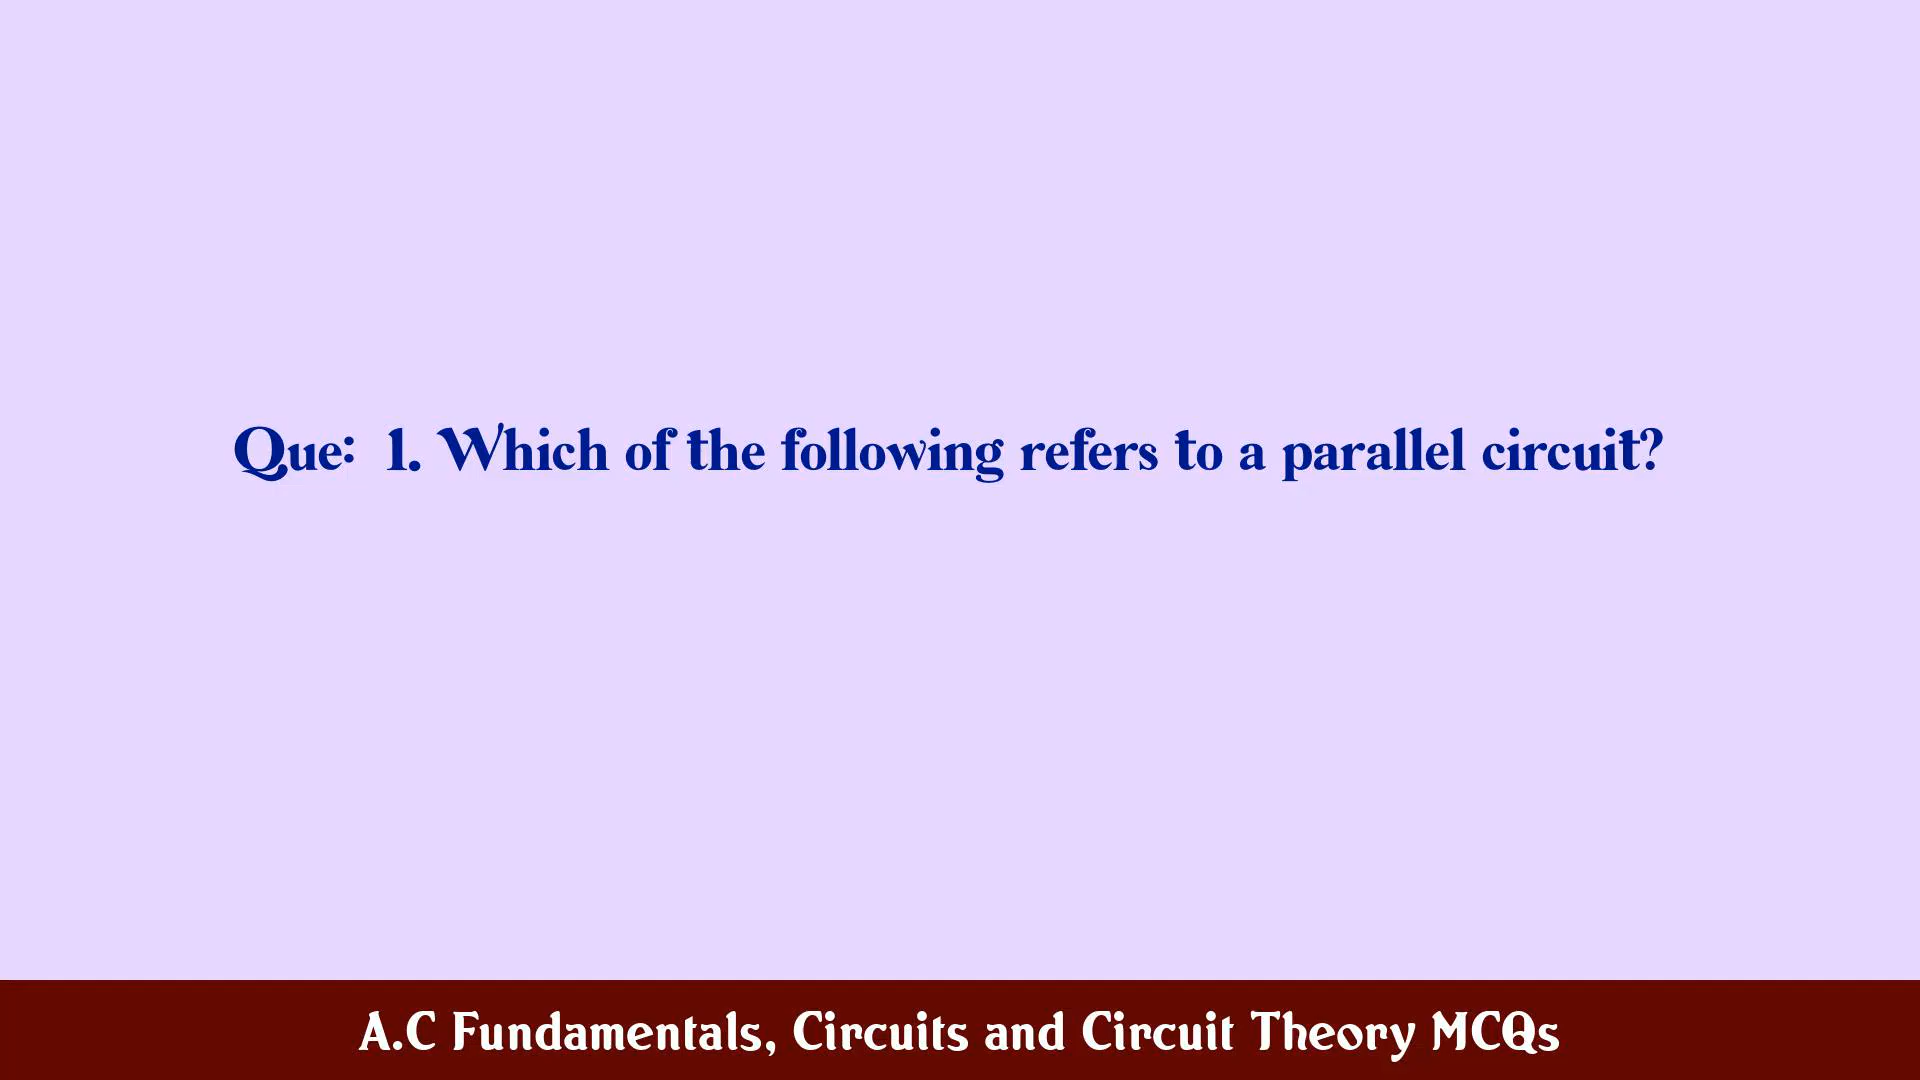 Que: 1. Which of the following refers to a parallel circuit?
A.C Fundamentals, Circuits and Circuit Theory MCQs